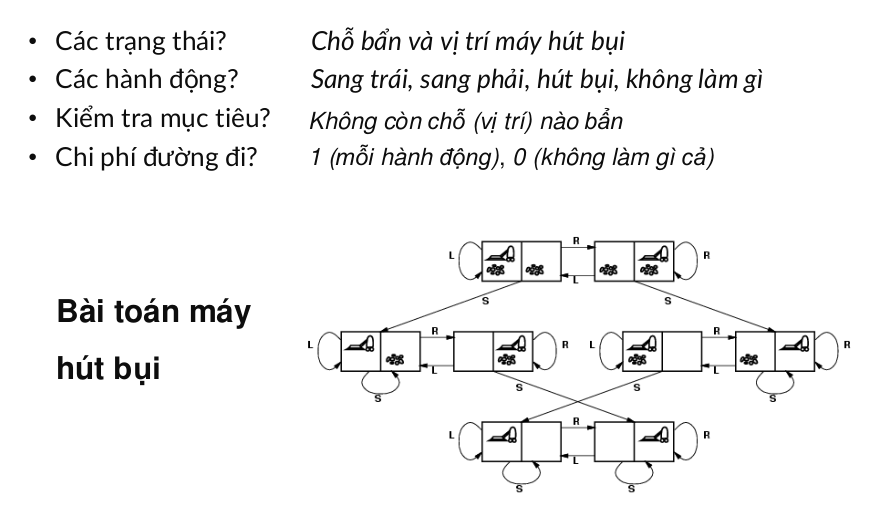 • Các trạng thái? Chỗ bẩn và vị trí máy hút bụi
• Các hành động? Sang trái, sang phải, hút bụi, không làm gì
• Kiểm tra mục tiêu? Không còn chỗ (vị trí) nào bẩn
• Chi phí đường đi? 1 (mỗi hành động), 0 (không làm gì cả)
Bài toán máy
hút bụi
R
L R
L
S S
R R
L R L R
L L
S S S S
R
L R
L
S S